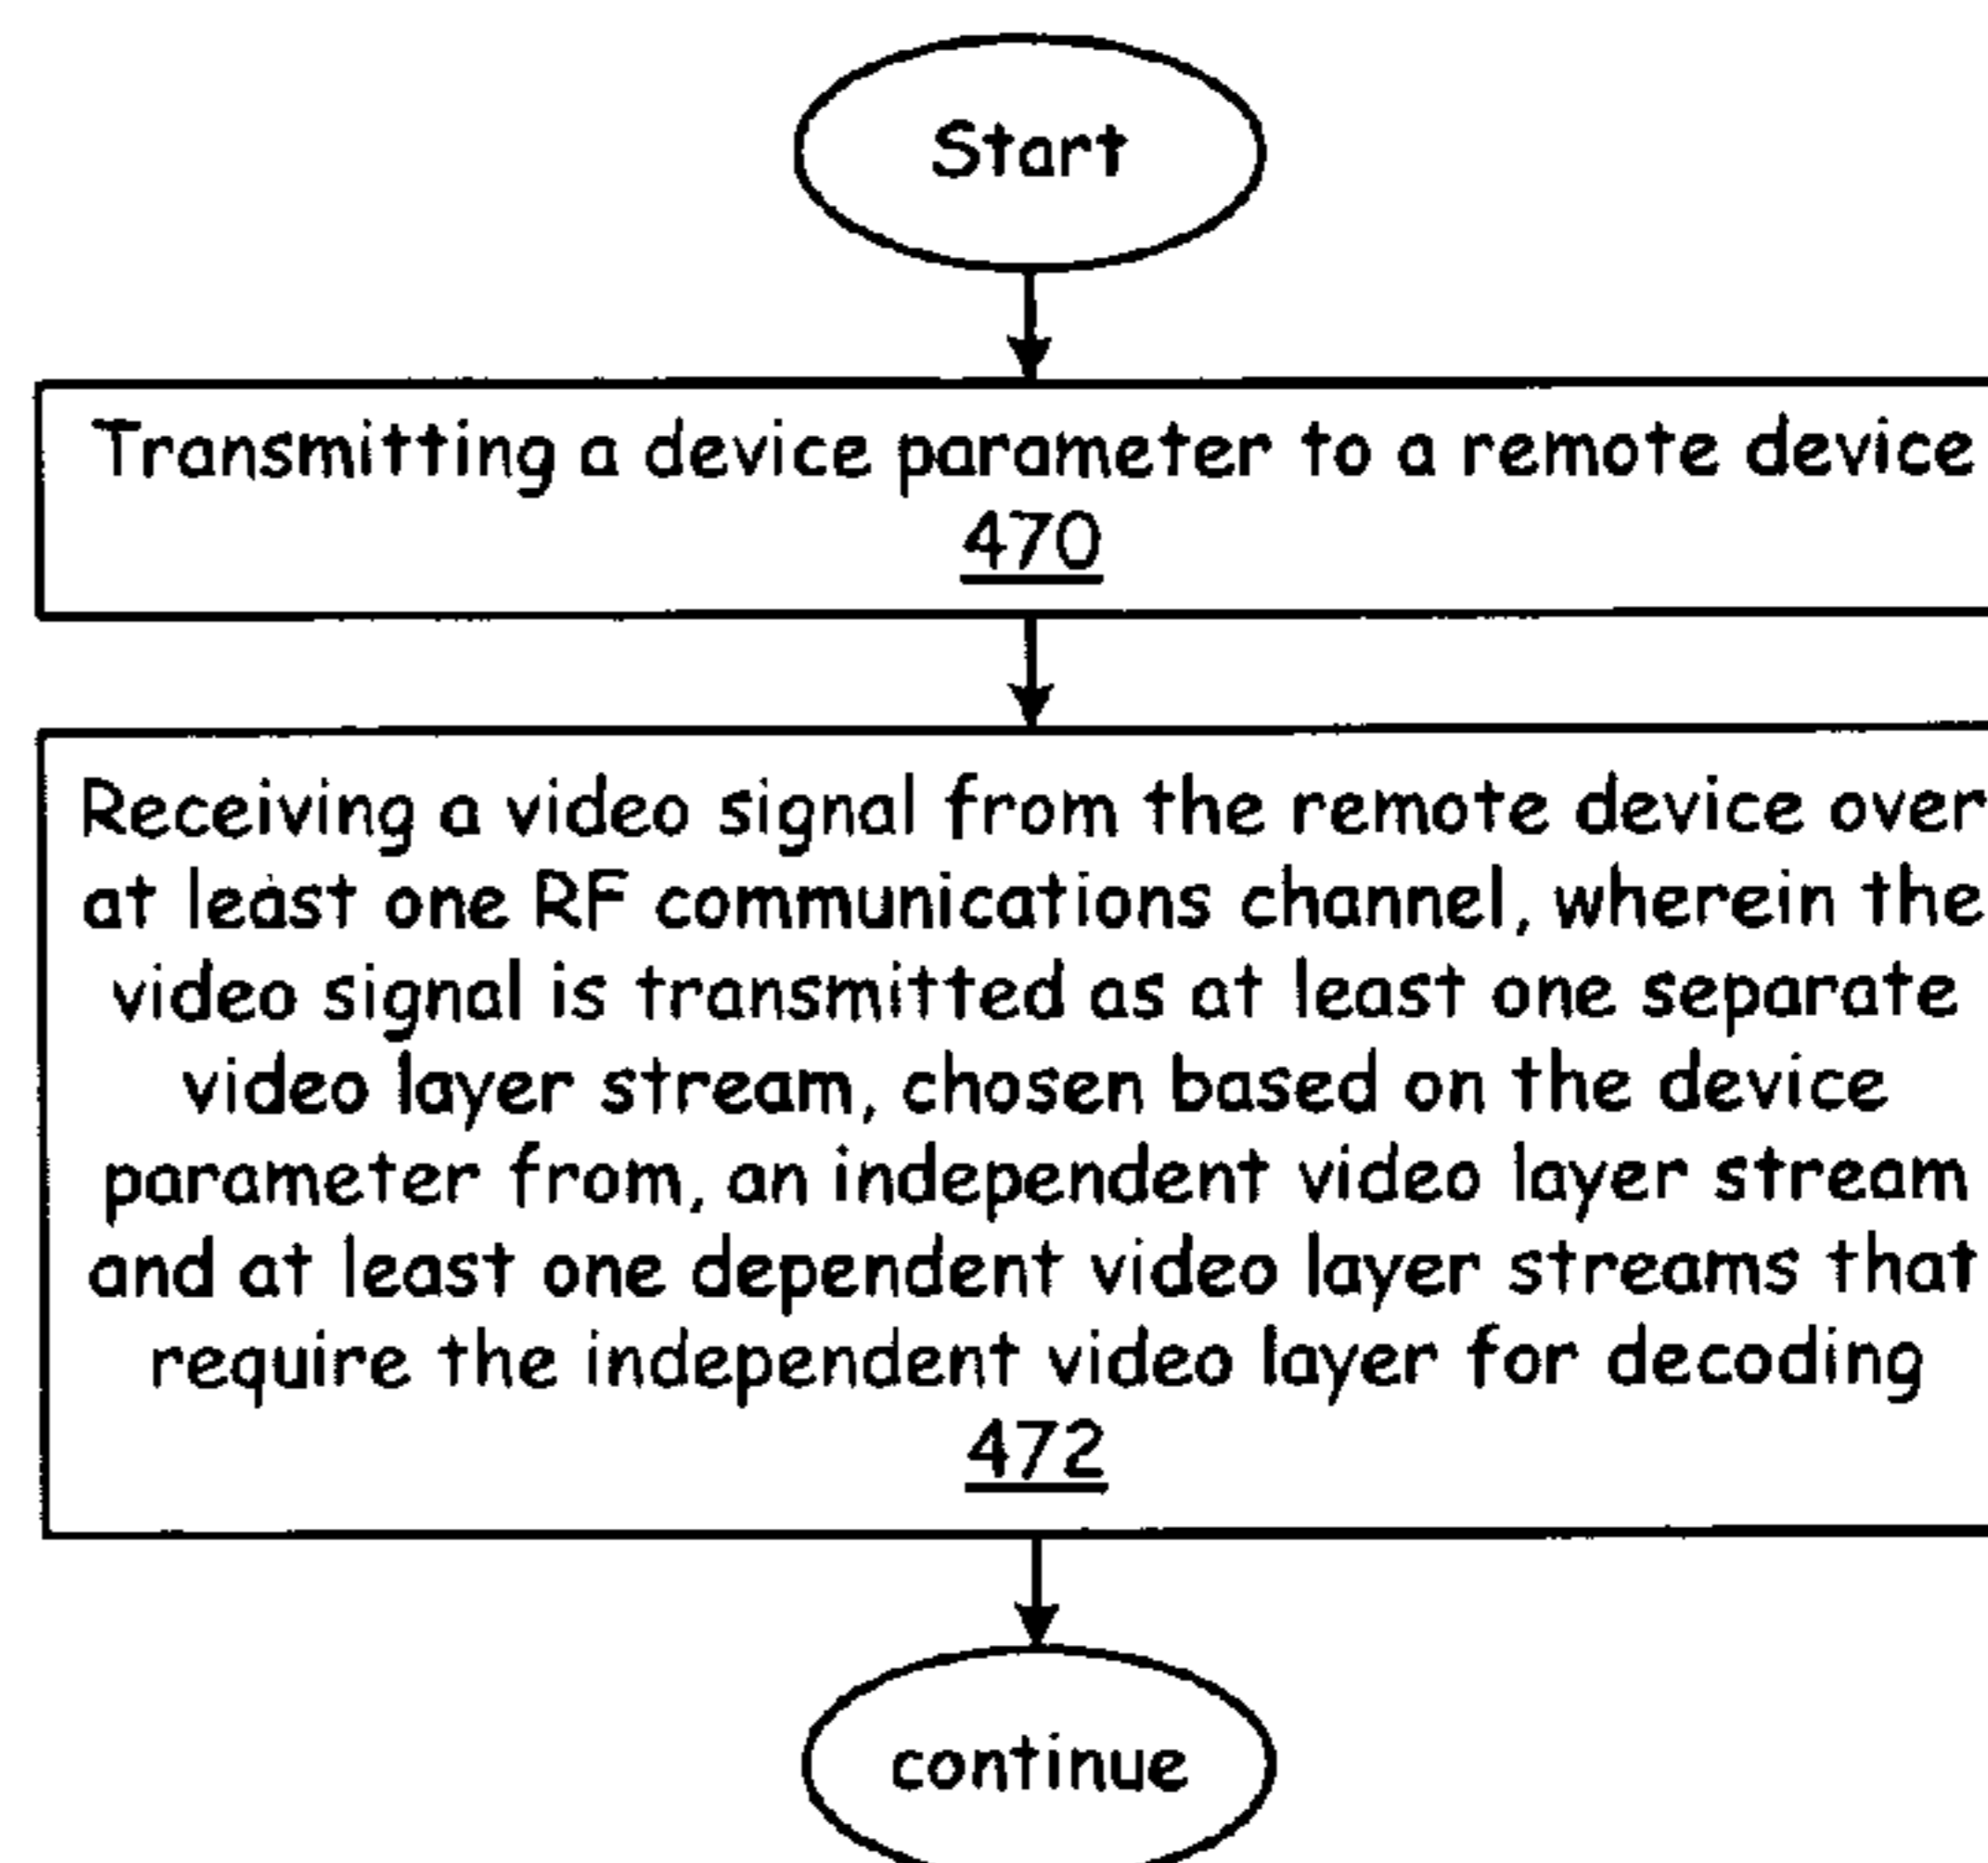 Start
Transmitting a device parameter to a remote device
470
Receiving a video signal from the remote device over
at least one RF communications channel, wherein the
video signal is transmitted as at least one separate
video layer stream, chosen based on the device
parameter from, an independent video layer stream
and at least one dependent video layer streams that
require the independent video layer for decoding
472
continue